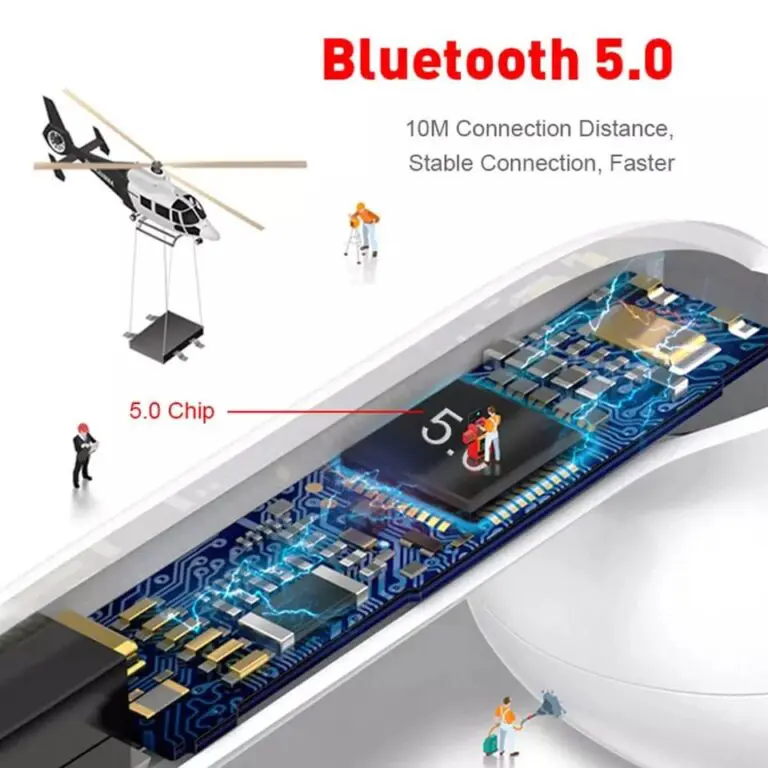 Bluetooth 5.0
10M Connection Distance,
Stable Connection, Faster
5.0 Chip
5.0